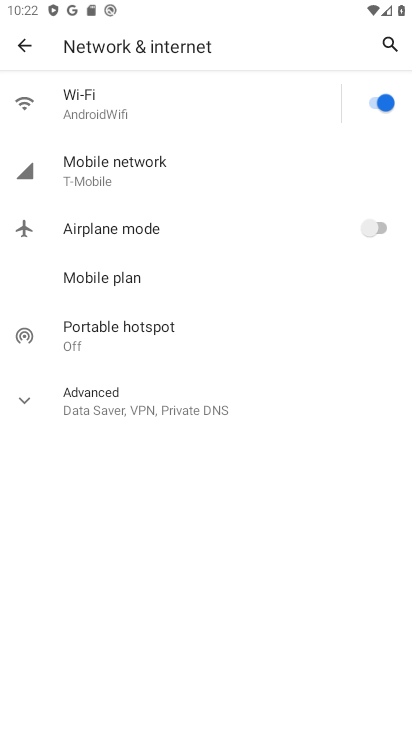 10:22
Network & internet
Wi-Fi
AndroidWifi
Mobile network
T-Mobile
Airplane mode
Mobile plan
Portable hotspot
Off
Advanced
Data Saver, VPN, Private DNS